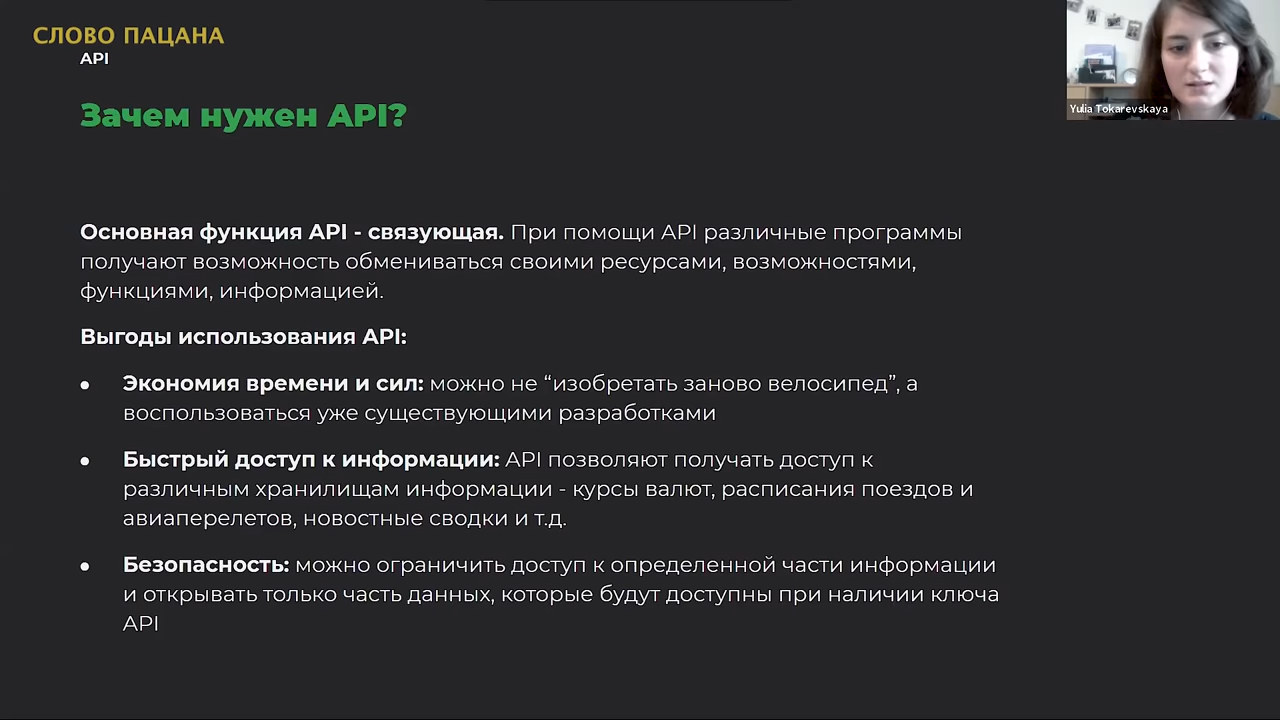 СЛОВО ПАЦАНА
API
Yulia Tokarevskaya
Зачем нужен API?
Основная функция API - связующая. При помощи API различные программы
получают возможность обмениваться своими ресурсами, возможностями,
функциями, информацией.
Выгоды использования API:
● Экономия времени и сил: можно не “изобретать заново велосипед”, а
воспользоваться уже существующими разработками
● Быстрый доступ к информации: API позволяют получать доступ к
различным хранилищам информации - курсы валют, расписания поездов и
авиаперелетов, новостные сводки и т.д.
● Безопасность: можно ограничить доступ к определенной части информации
и открывать только часть данных, которые будут доступны при наличии ключа
API